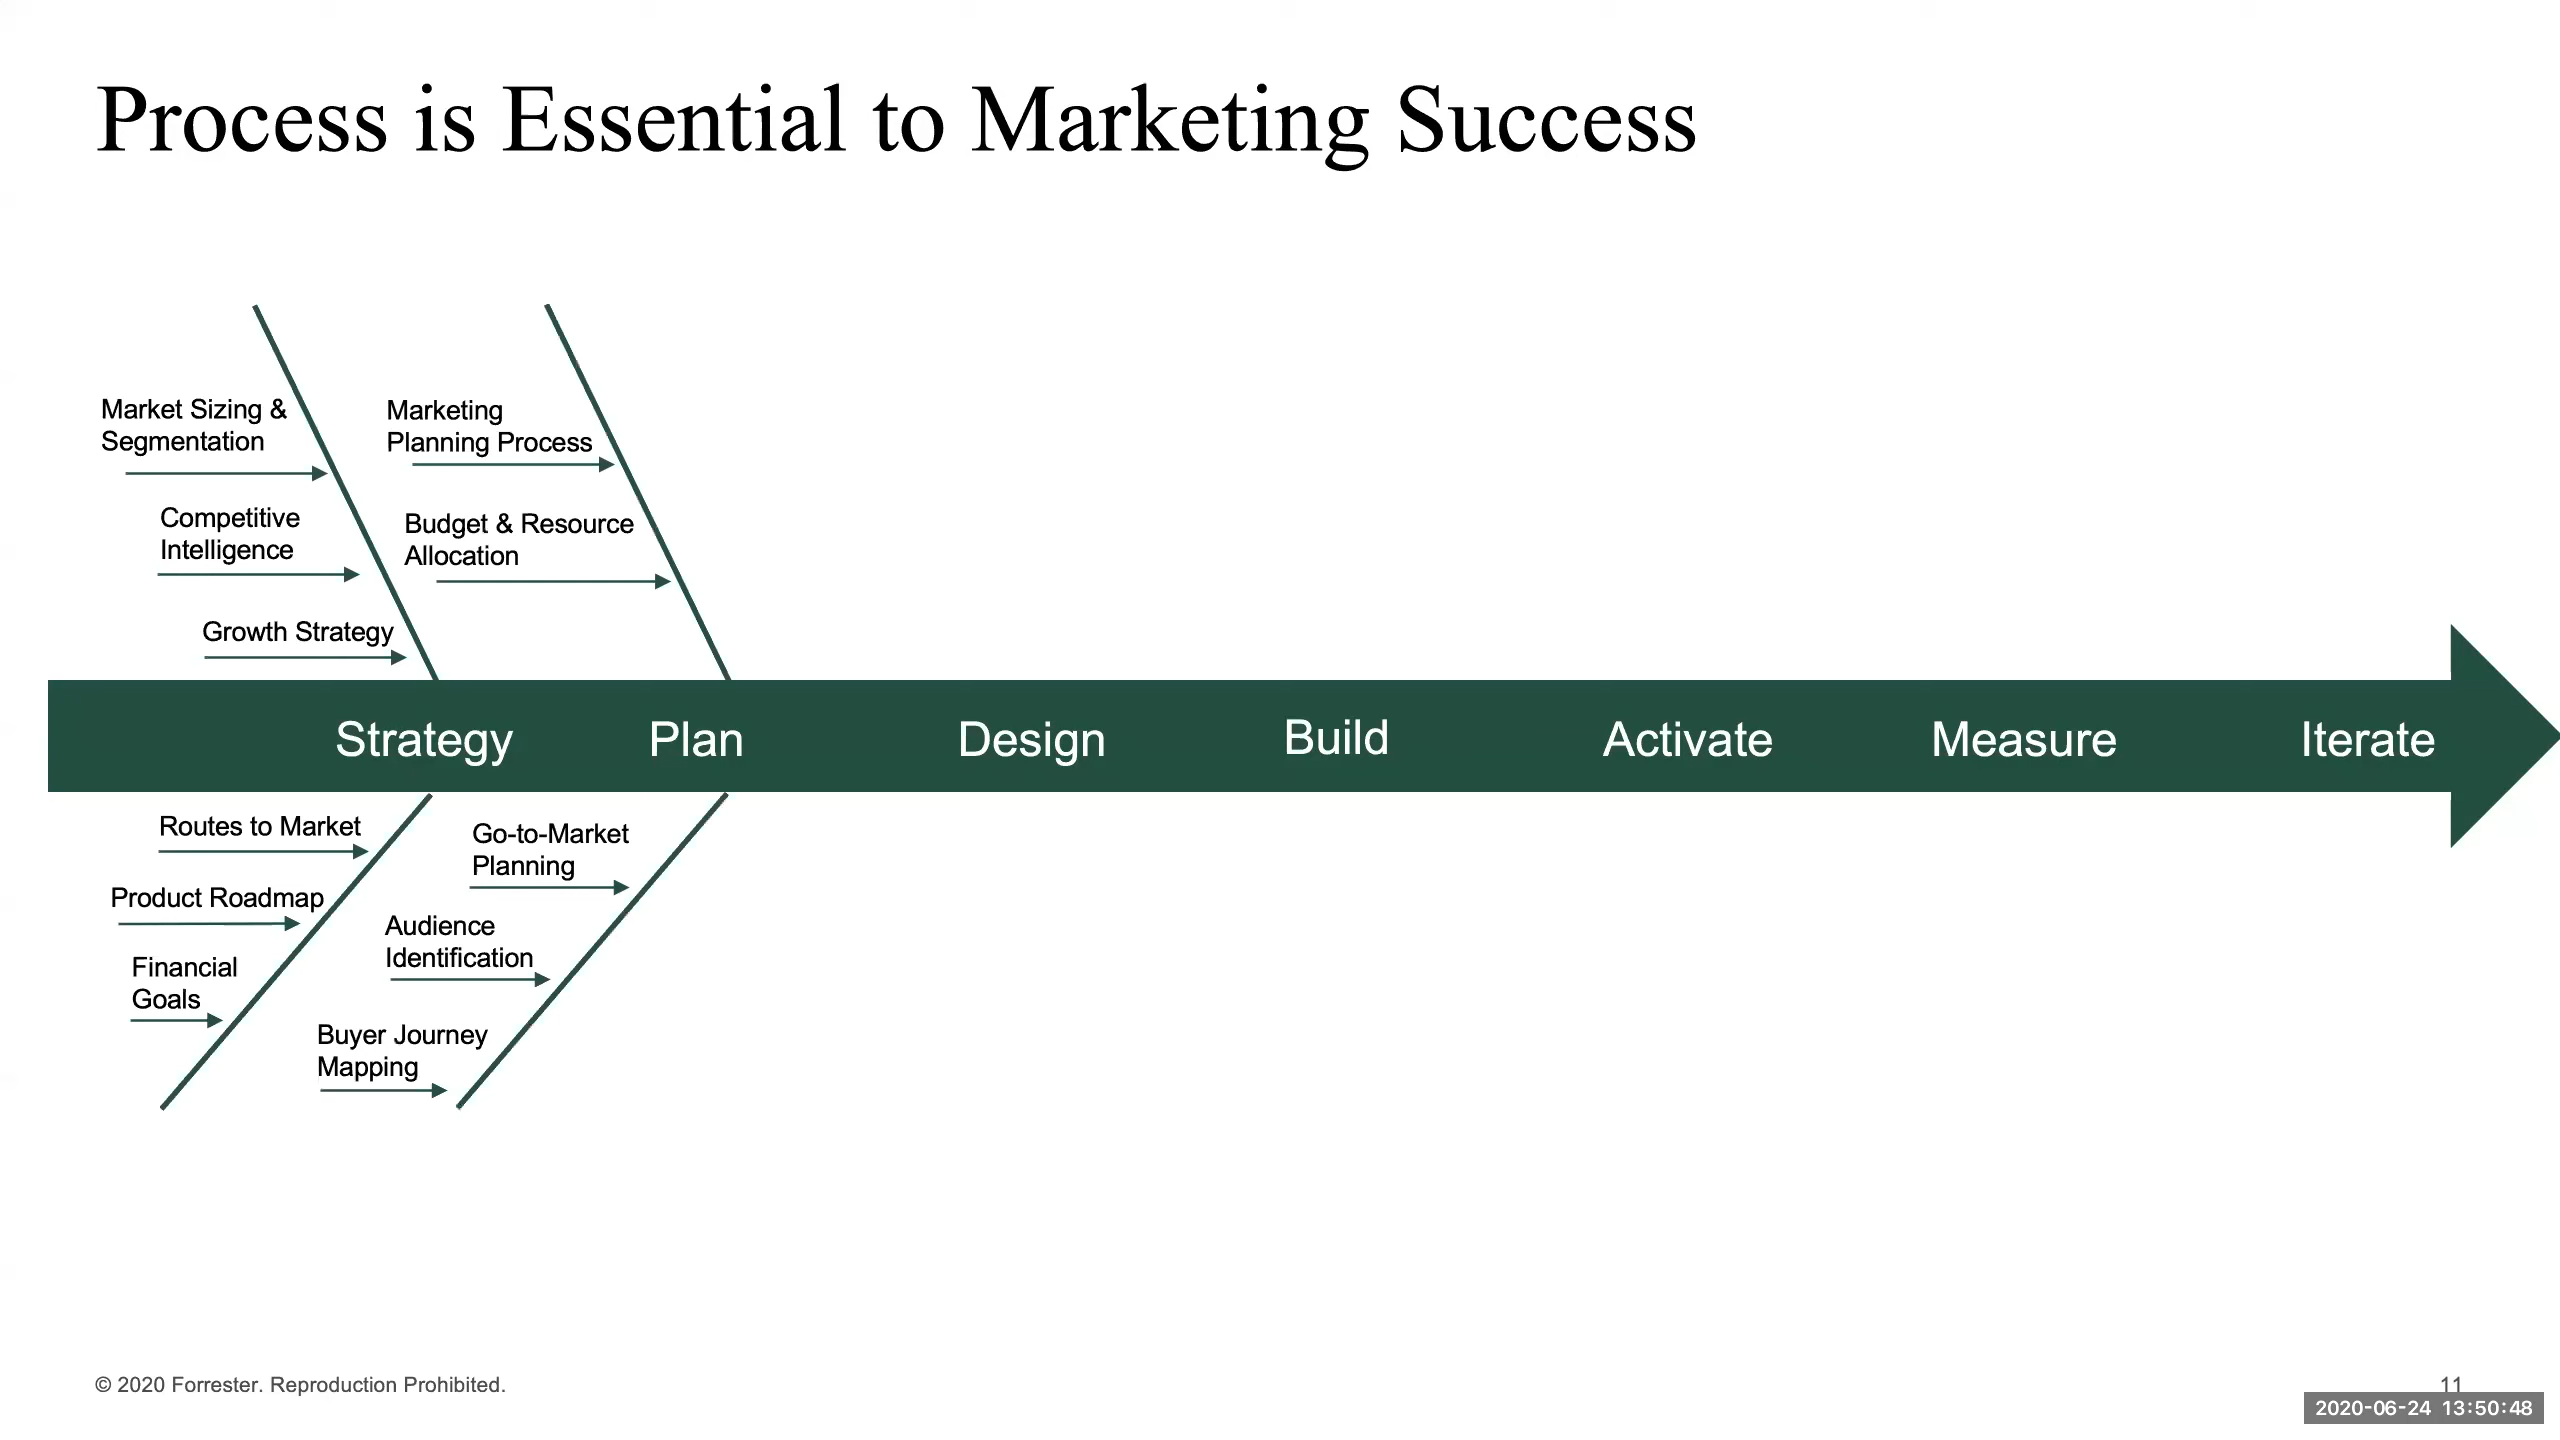 Process is Essential to Marketing Success
Market Sizing &
Segmentation
Competitive
Intelligence
Growth Strategy
Marketing
Planning Process
Budget & Resource
Allocation
Strategy
Plan
Design
Build
Activate
Measure
Iterate
Routes to Market
Product Roadmap
Financial
Goals
Go-to-Market
Planning
Audience
Identification
Buyer Journey
Mapping
© 2020 Forrester. Reproduction Prohibited.
11
2020-06-24 13:50:48